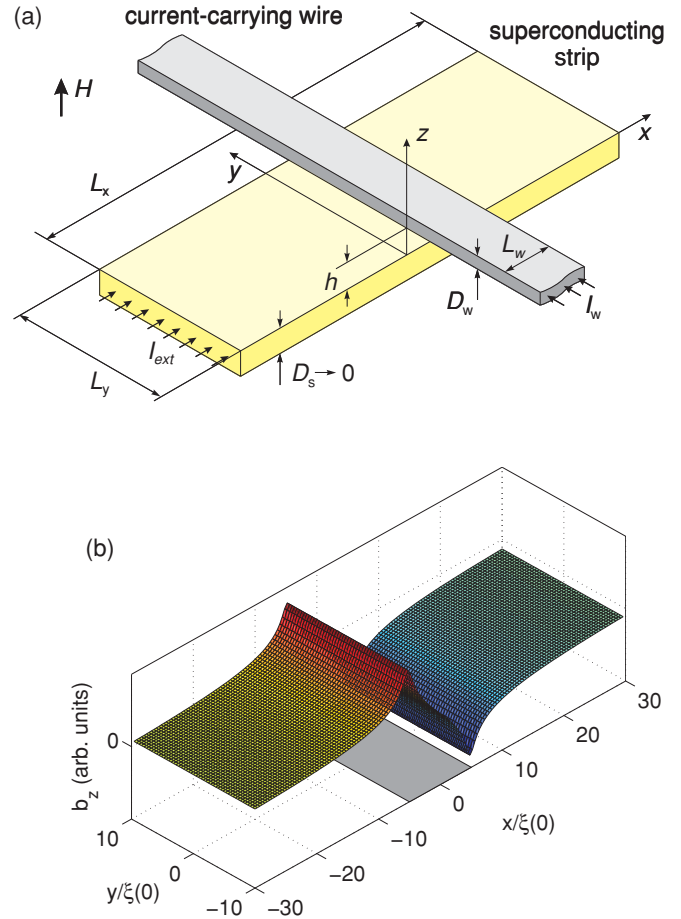 (a)
current-carrying wire
superconducting
strip
H
z
x
y
Lx
Lw
h
Dw
Iw
Iext
Ly
Ds→0
(b)
bz (arb. units)
0
10
0
−10
y/ξ(0)
−30
−20
−10
0
10
20
30
x/ξ(0)